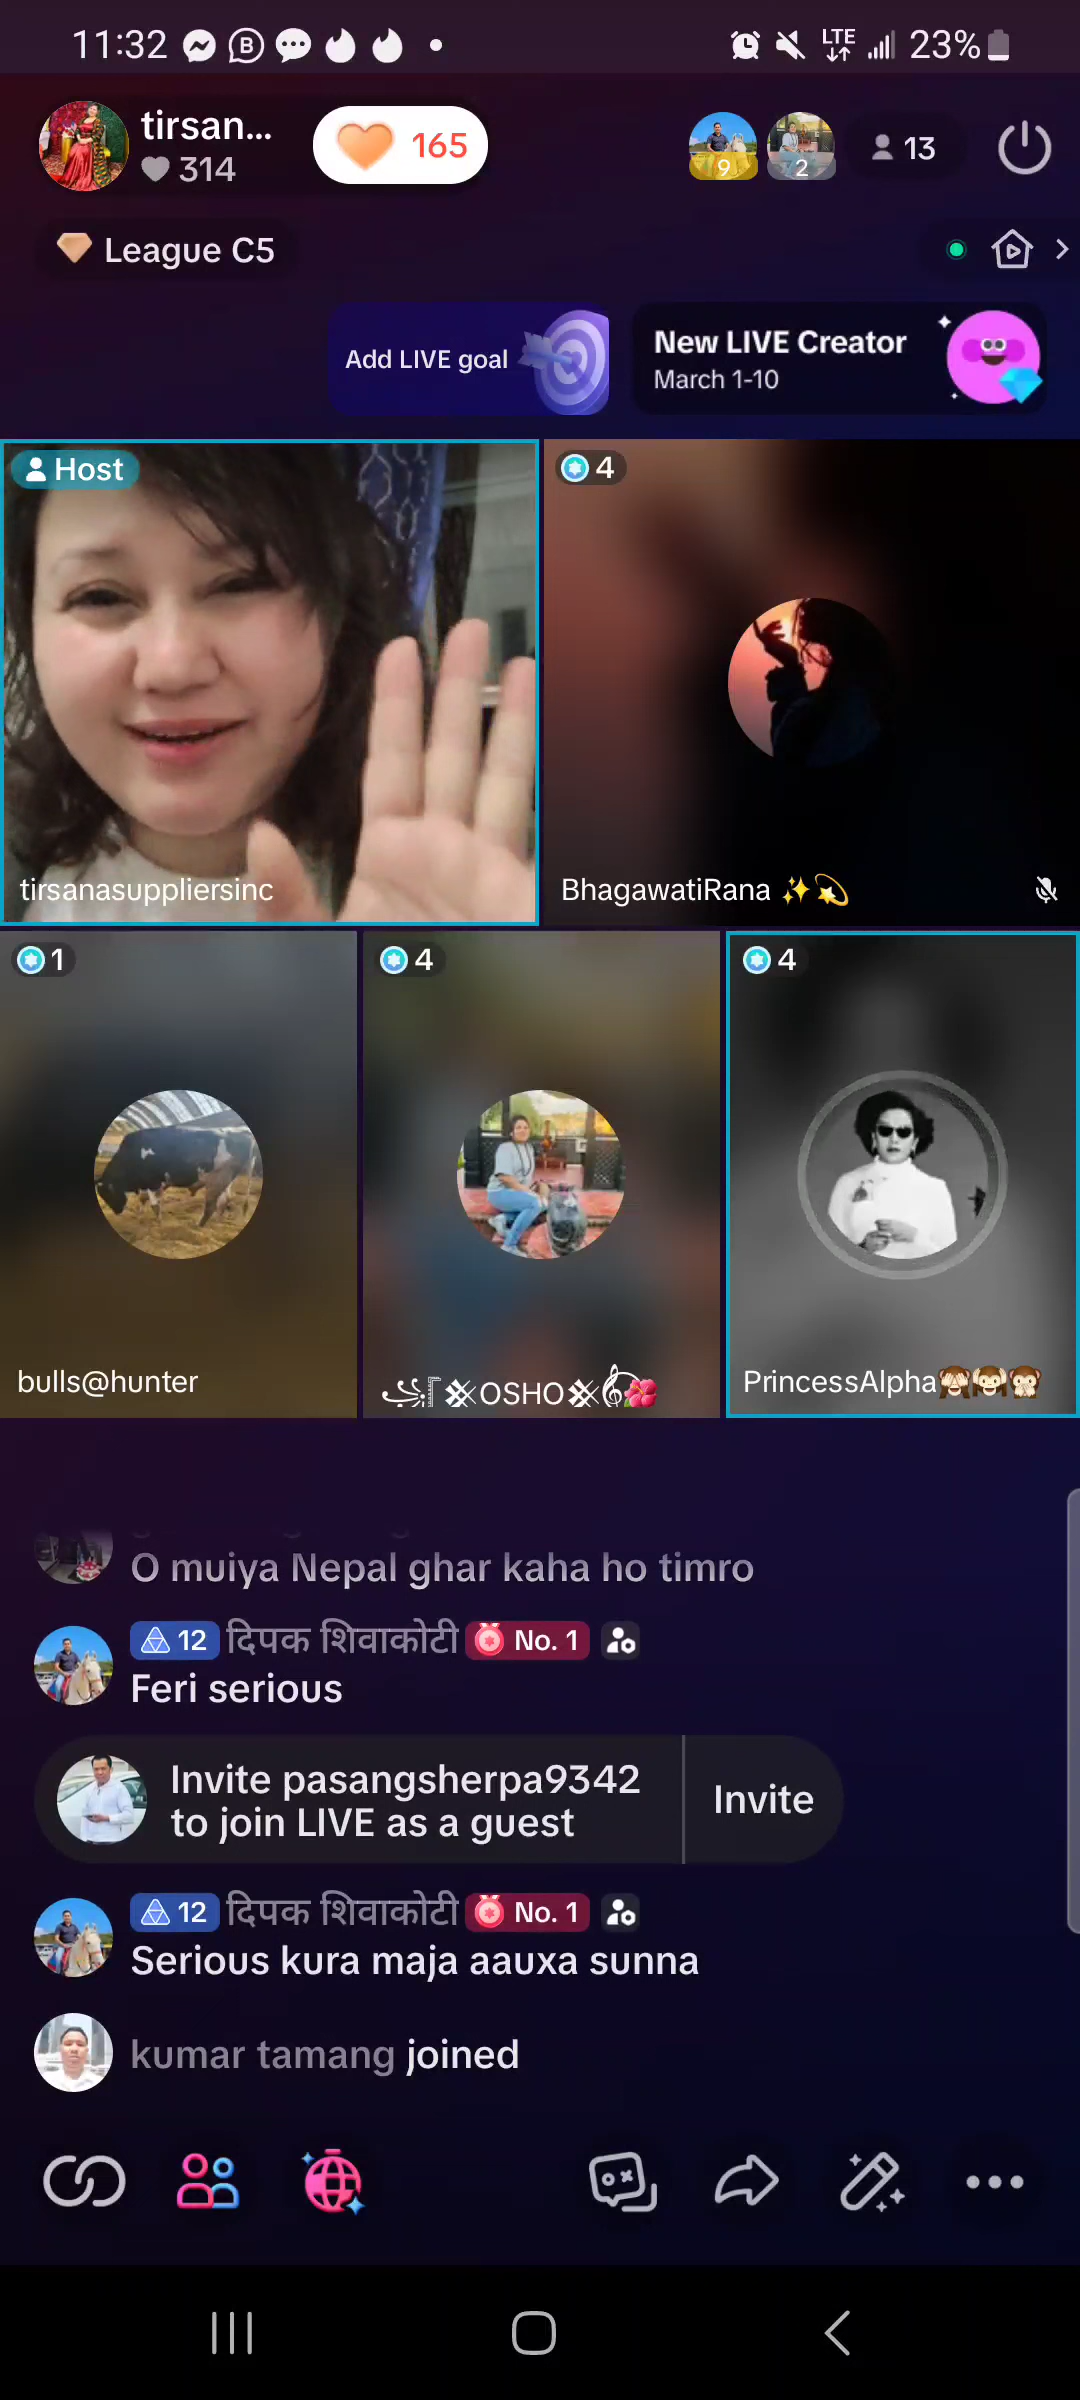 11:32
LTE
23%
tirsan...
165
9
2
13
314
League C5
Add LIVE goal
New LIVE Creator
March 1-10
Host
4
tirsanasuppliersinc
BhagawatiRana ✨💫
1
4
4
bulls@hunter
OSHO
PrincessAlpha🙈🙉🙊
O muiya Nepal ghar kaha ho timro
12 दिपक शिवाकोटी No. 1
Feri serious
Invite pasangsherpa9342
to join LIVE as a guest
Invite
12 दिपक शिवाकोटी No. 1
Serious kura maja aauxa sunna
kumar tamang joined